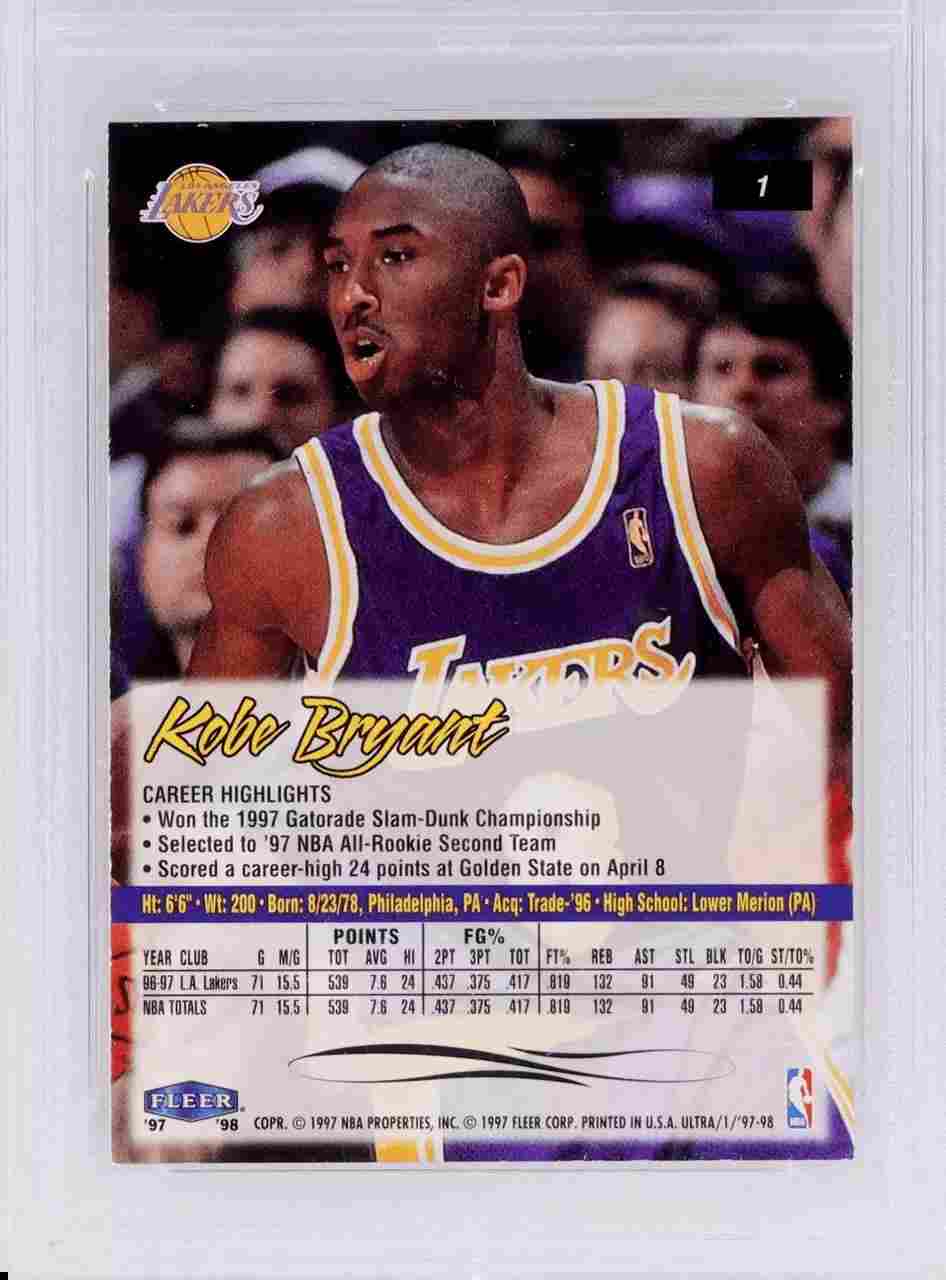 LOS ANGELES
LAKERS
1
LAKERS
Kobe Bryant
CAREER HIGHLIGHTS
• Won the 1997 Gatorade Slam-Dunk Championship
• Selected to '97 NBA All-Rookie Second Team
• Scored a career-high 24 points at Golden State on April 8
Ht: 6'6" • Wt: 200 • Born: 8/23/78, Philadelphia, PA • Acq: Trade-'96 • High School: Lower Merion (PA)
POINTS FG%
YEAR CLUB G M/G TOT AVG HI 2PT 3PT TOT FT% REB AST STL BLK TO/G ST/TO%
96-97 L.A. Lakers 71 15.5 539 7.6 24 .437 .375 .417 .819 132 91 49 23 1.58 0.44
NBA TOTALS 71 15.5 539 7.6 24 .437 .375 .417 .819 132 91 49 23 1.58 0.44
FLEER
'97 '98
COPR. © 1997 NBA PROPERTIES, INC. © 1997 FLEER CORP. PRINTED IN U.S.A. ULTRA/1/'97-98
NBA